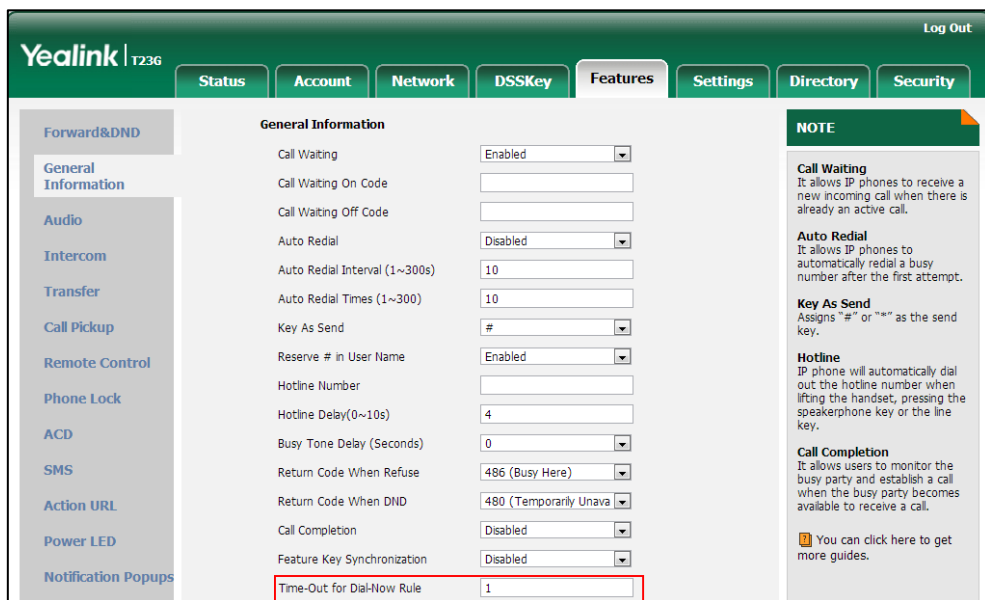 Log Out
Yealink T23G
Status Account Network DSSKey Features Settings Directory Security
Forward&DND
General
Information
Audio
Intercom
Transfer
Call Pickup
Remote Control
Phone Lock
ACD
SMS
Action URL
Power LED
Notification Popups
General Information
Call Waiting Enabled
Call Waiting On Code
Call Waiting Off Code
Auto Redial Disabled
Auto Redial Interval (1~300s) 10
Auto Redial Times (1~300) 10
Key As Send #
Reserve # in User Name Enabled
Hotline Number
Hotline Delay(0~10s) 4
Busy Tone Delay (Seconds) 0
Return Code When Refuse 486 (Busy Here)
Return Code When DND 480 (Temporarily Unava
Call Completion Disabled
Feature Key Synchronization Disabled
Time-Out for Dial-Now Rule 1
NOTE
Call Waiting
It allows IP phones to receive a
new incoming call when there is
already an active call.
Auto Redial
It allows IP phones to
automatically redial a busy
number after the first attempt.
Key As Send
Assigns "#" or "*" as the send
key.
Hotline
IP phone will automatically dial
out the hotline number when
lifting the handset, pressing the
speakerphone key or the line
key.
Call Completion
It allows users to monitor the
busy party and establish a call
when the busy party becomes
available to receive a call.
? You can click here to get
more guides.